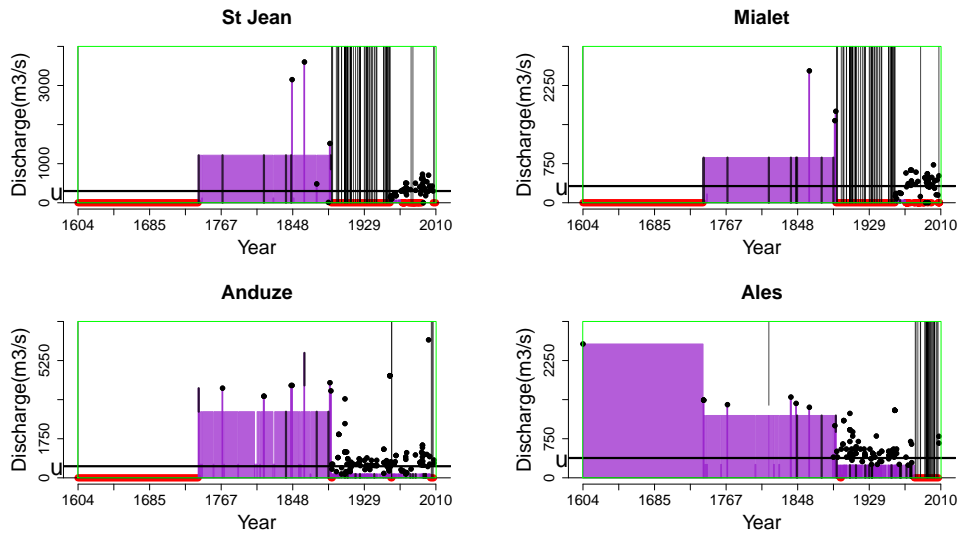 St Jean
Discharge(m3/s)
3000
1000
0
u
1604 1685 1767 1848 1929 2010
Year
Mialet
Discharge(m3/s)
2250
750
0
u
1604 1685 1767 1848 1929 2010
Year
Anduze
Discharge(m3/s)
5250
1750
0
u
1604 1685 1767 1848 1929 2010
Year
Ales
Discharge(m3/s)
2250
750
0
u
1604 1685 1767 1848 1929 2010
Year